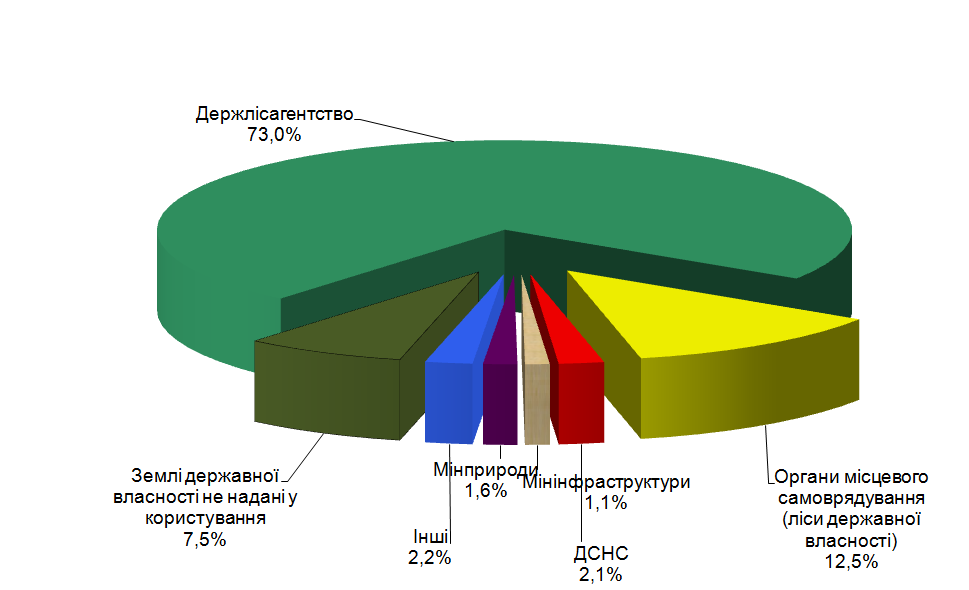 Держлісагентство
73,0%
Землі державної
власності не надані у
користування
7,5%
Інші
2,2%
Мінприроди
1,6%
Мінінфраструктури
1,1%
ДСНС
2,1%
Органи місцевого
самоврядування
(ліси державної
власності)
12,5%